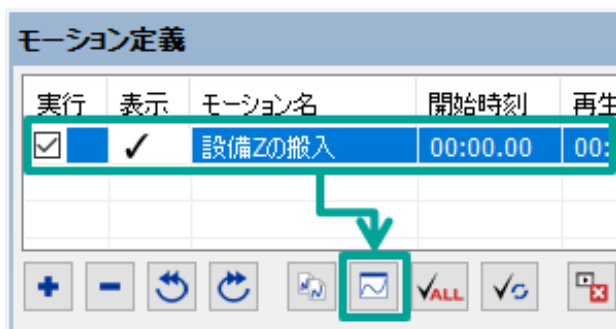 モーション定義
実行 表示 モーション名 開始時刻 再生
設備Zの搬入 00:00.00 00:
ALL